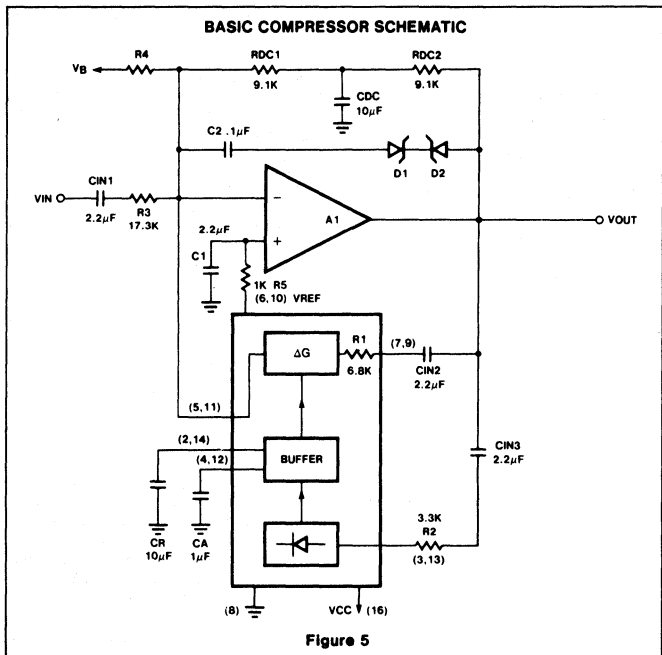 BASIC COMPRESSOR SCHEMATIC
R4
RDC1
RDC2
VB
9.1K
9.1K
CDC
10μF
C2 .1μF
D1
D2
CIN1
VIN
2.2μF
R3
17.3K
−
A1
+
VOUT
2.2μF
C1
1K R5
(6,10) VREF
R1
(7,9)
ΔG
6.8K
CIN2
2.2μF
(5,11)
CIN3
2.2μF
(2,14)
(4,12)
BUFFER
CR
10μF
CA
1μF
3.3K
R2
(3,13)
(8)
VCC
(16)
Figure 5